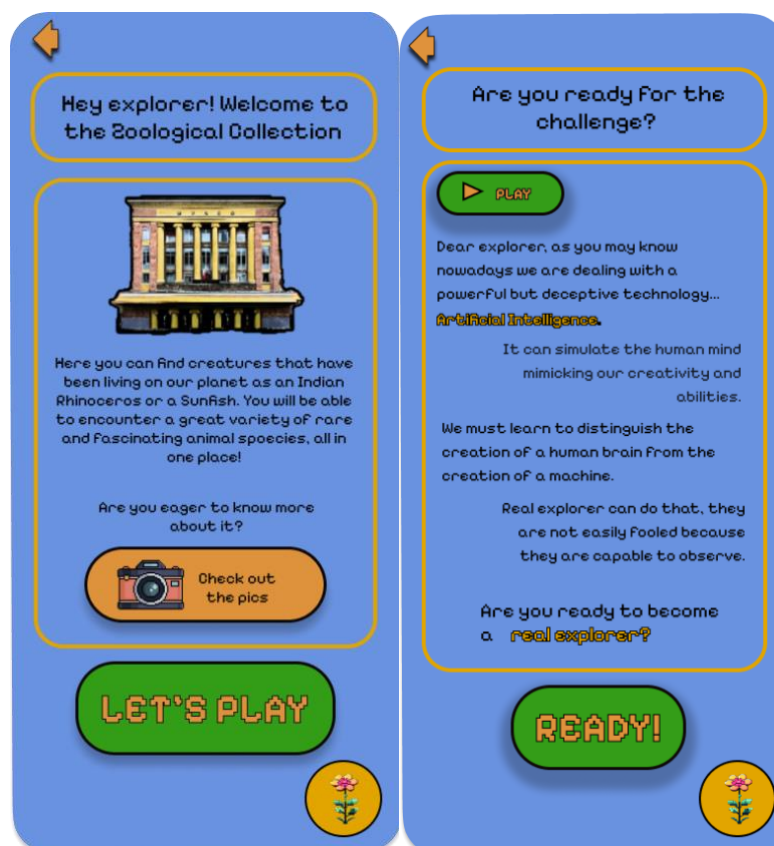 Hey explorer! Welcome to
the Zoological Collection
MUSEO
Here you can find creatures that have
been living on our planet as an Indian
Rhinoceros or a Sunfish. You will be able
to encounter a great variety of rare
and fascinating animal spoecies, all in
one place!
Are you eager to know more
about it?
Check out
the pics
LET'S PLAY
Are you ready for the
challenge?
PLAY
Dear explorer, as you may know
nowadays we are dealing with a
powerful but deceptive technology...
Artificial Intelligence.
It can simulate the human mind
mimicking our creativity and
abilities.
We must learn to distinguish the
creation of a human brain from the
creation of a machine.
Real explorer can do that, they
are not easily fooled because
they are capable to observe.
Are you ready to become
a real explorer?
READY!